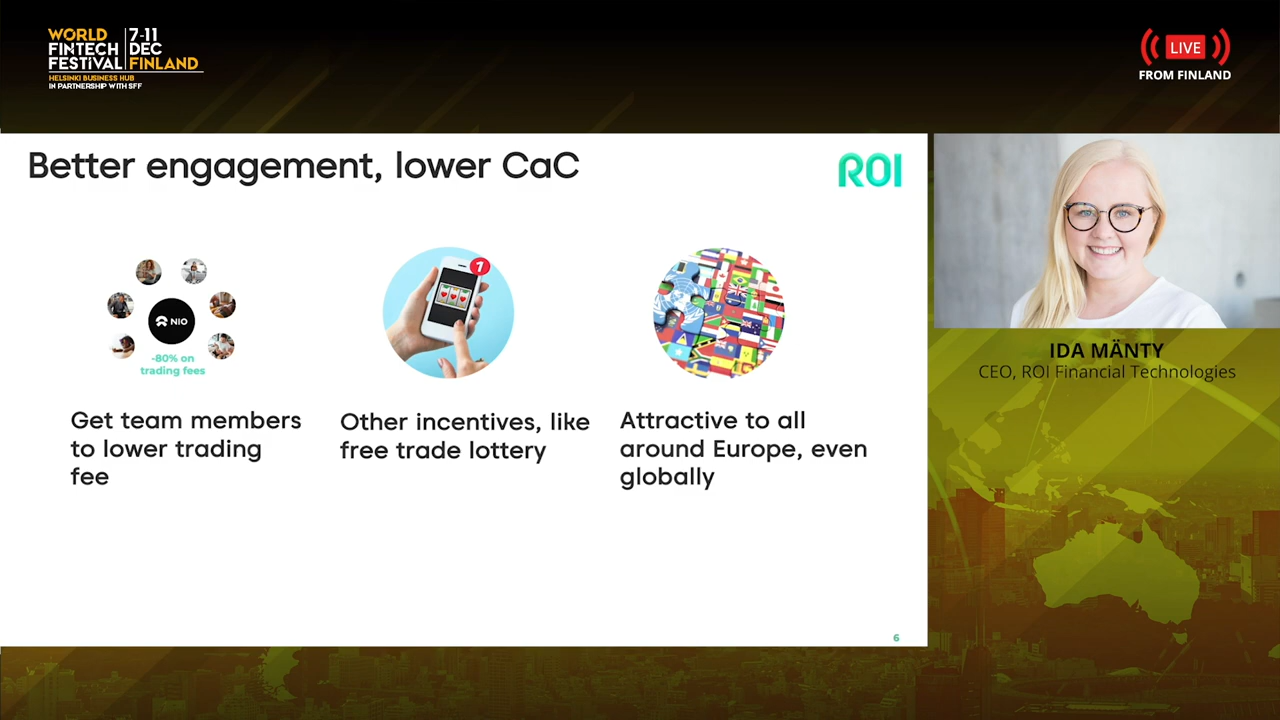 WORLD
FINTECH
FESTIVAL
7-11
DEC
FINLAND
HELSINKI BUSINESS HUB
IN PARTNERSHIP WITH SFF
LIVE
FROM FINLAND
Better engagement, lower CaC
ROI
1
NIO
-80% on
trading fees
Get team members
to lower trading
fee
Other incentives, like
free trade lottery
Attractive to all
around Europe, even
globally
6
IDA MÄNTY
CEO, ROI Financial Technologies